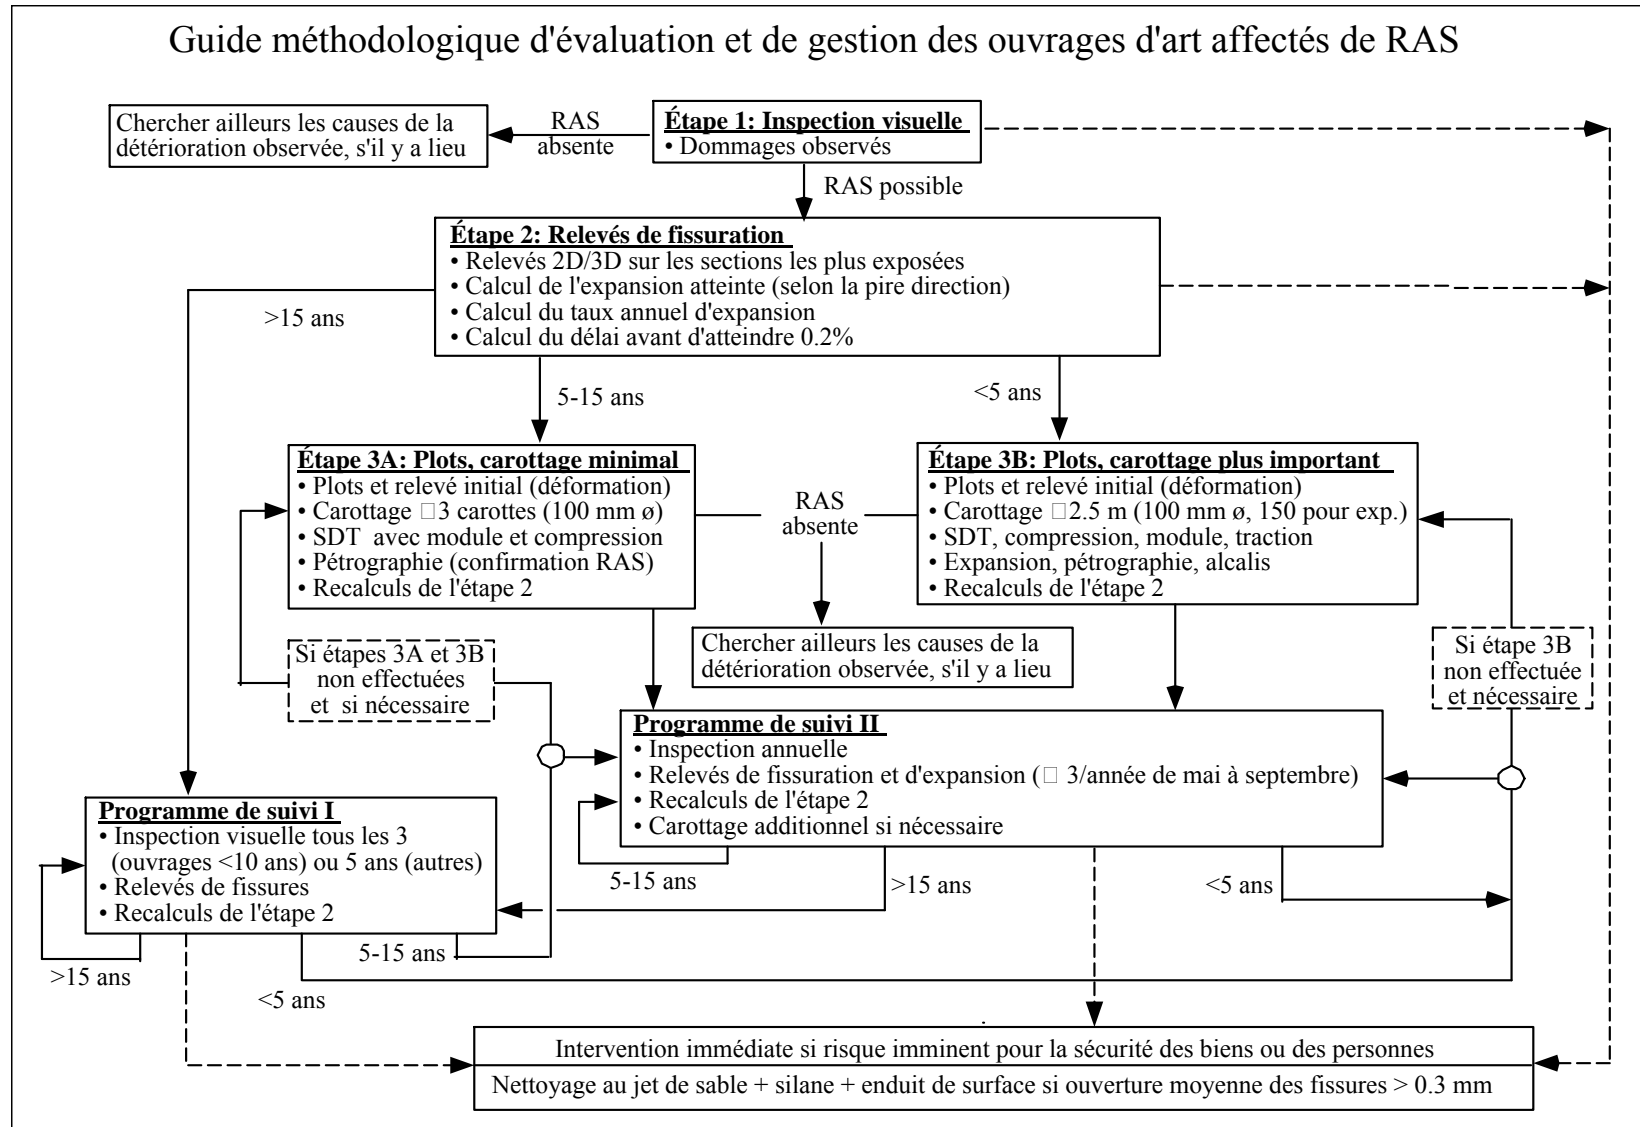 Guide méthodologique d'évaluation et de gestion des ouvrages d'art affectés de RAS
Chercher ailleurs les causes de la
détérioration observée, s'il y a lieu
RAS
absente
Étape 1: Inspection visuelle
• Dommages observés
RAS possible
Étape 2: Relevés de fissuration
• Relevés 2D/3D sur les sections les plus exposées
• Calcul de l'expansion atteinte (selon la pire direction)
• Calcul du taux annuel d'expansion
• Calcul du délai avant d'atteindre 0.2%
>15 ans
5-15 ans
<5 ans
Étape 3A: Plots, carottage minimal
• Plots et relevé initial (déformation)
• Carottage □3 carottes (100 mm ø)
• SDT avec module et compression
• Pétrographie (confirmation RAS)
• Recalculs de l'étape 2
RAS
absente
Étape 3B: Plots, carottage plus important
• Plots et relevé initial (déformation)
• Carottage □2.5 m (100 mm ø, 150 pour exp.)
• SDT, compression, module, traction
• Expansion, pétrographie, alcalis
• Recalculs de l'étape 2
Chercher ailleurs les causes de la
détérioration observée, s'il y a lieu
Si étapes 3A et 3B
non effectuées
et si nécessaire
Si étape 3B
non effectuée
et nécessaire
Programme de suivi II
• Inspection annuelle
• Relevés de fissuration et d'expansion (□ 3/année de mai à septembre)
• Recalculs de l'étape 2
• Carottage additionnel si nécessaire
Programme de suivi I
• Inspection visuelle tous les 3
(ouvrages <10 ans) ou 5 ans (autres)
• Relevés de fissures
• Recalculs de l'étape 2
5-15 ans
>15 ans
<5 ans
5-15 ans
>15 ans
<5 ans
Intervention immédiate si risque imminent pour la sécurité des biens ou des personnes
Nettoyage au jet de sable + silane + enduit de surface si ouverture moyenne des fissures > 0.3 mm